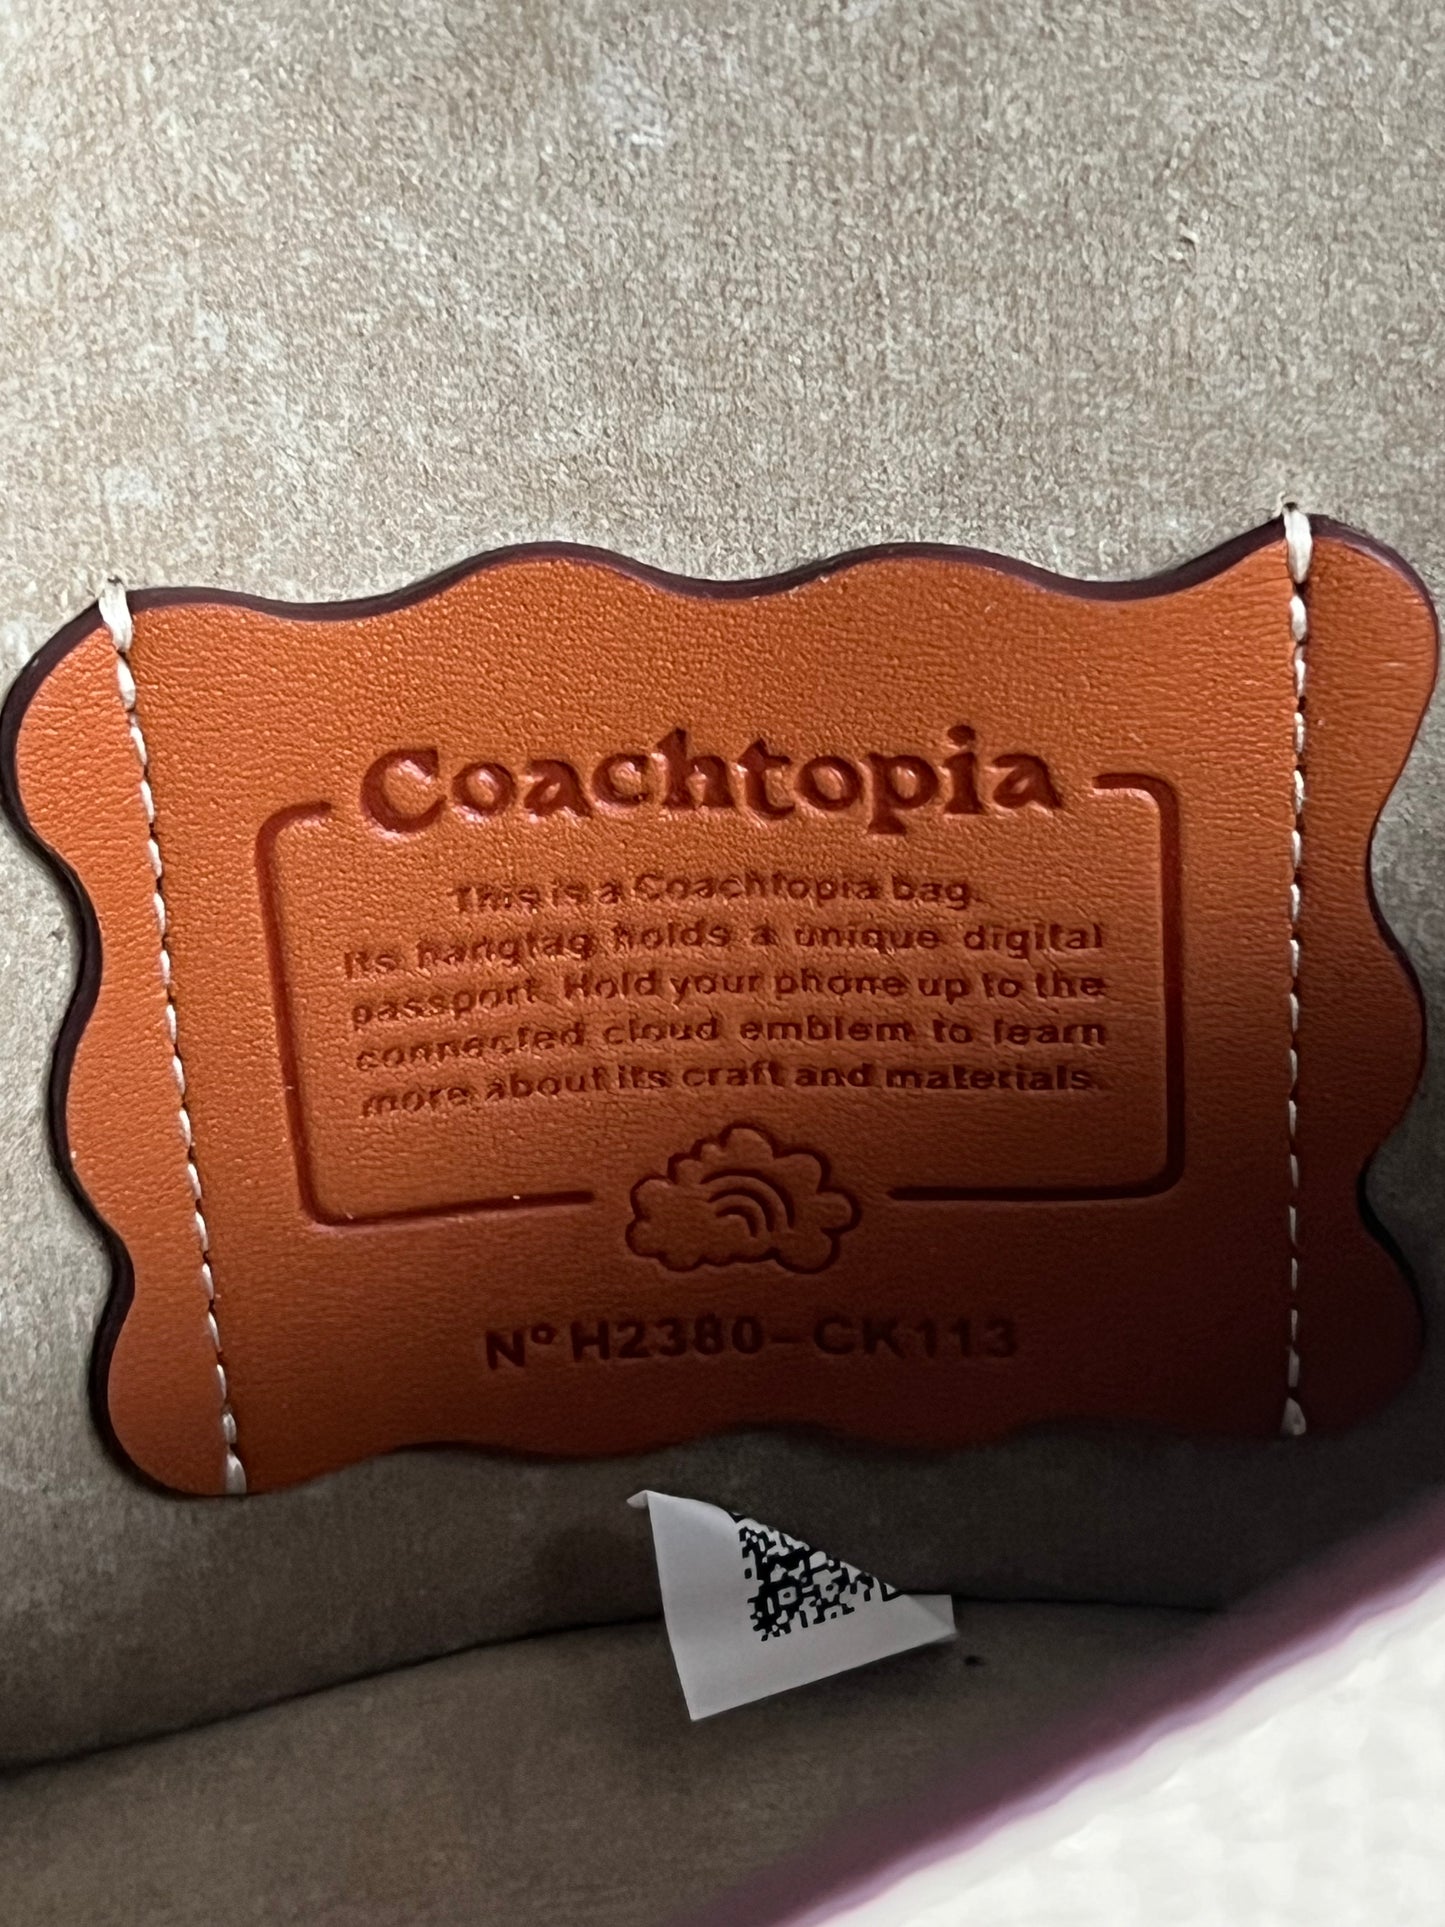 Coachtopia
This is a Coachtopia bag.
Its hangtag holds a unique digital
passport. Hold your phone up to the
connected cloud emblem to learn
more about its craft and materials.
Nº H2380-CK113